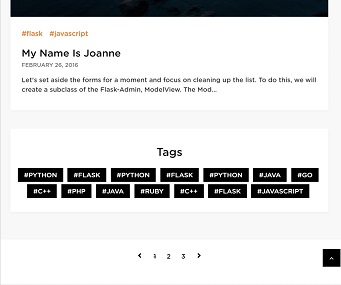 #flask #javascript
My Name Is Joanne
FEBRUARY 26, 2016
Let's set aside the forms for a moment and focus on cleaning up the list. To do this, we will
create a subclass of the Flask-Admin, ModelView. The Mod...
Tags
#PYTHON #FLASK #PYTHON #FLASK #PYTHON #JAVA #GO
#C++ #PHP #JAVA #RUBY #C++ #FLASK #JAVASCRIPT
1 2 3